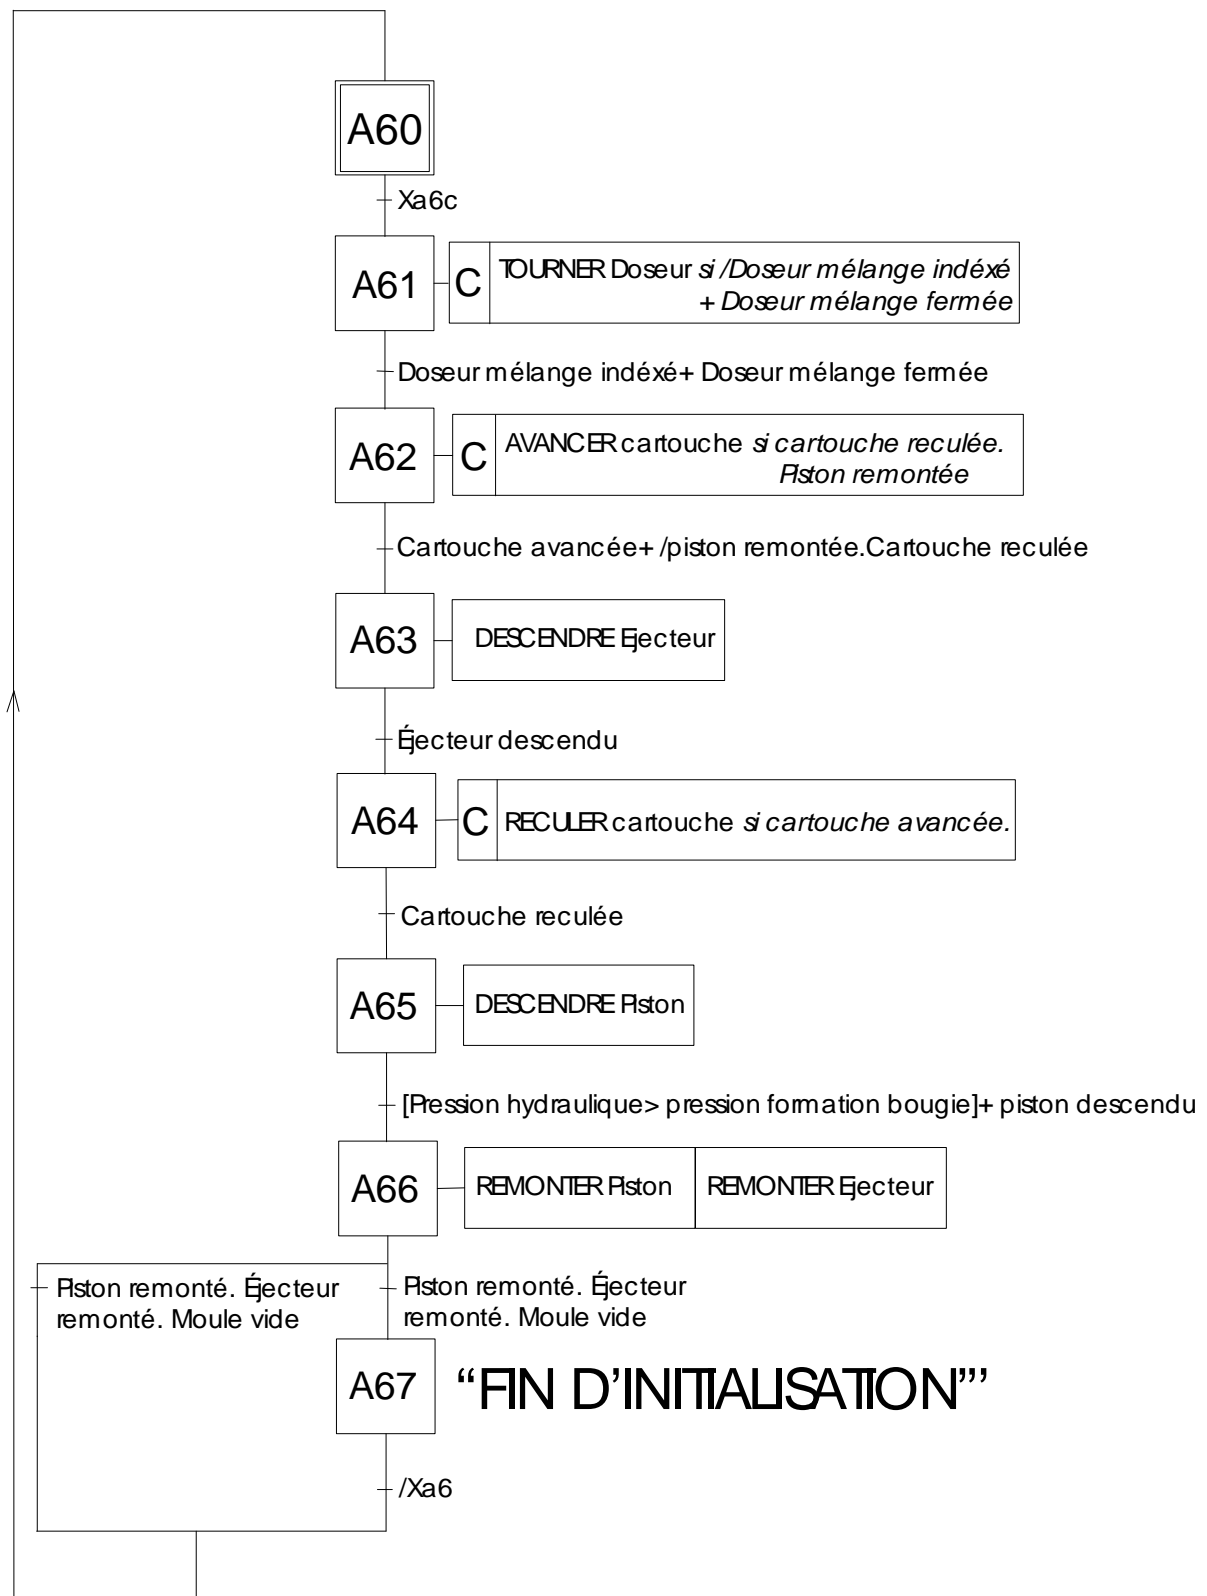 A60
Xa6c
A61
C
TOURNER Doseur si /Doseur mélange indéxé
+ Doseur mélange fermée
Doseur mélange indéxé+ Doseur mélange fermée
A62
C
AVANCER cartouche si cartouche reculée.
Piston remontée
Cartouche avancée+ /piston remontée.Cartouche reculée
A63
DESCENDRE Ejecteur
Éjecteur descendu
A64
C
RECULER cartouche si cartouche avancée.
Cartouche reculée
A65
DESCENDRE Piston
[Pression hydraulique> pression formation bougie]+ piston descendu
A66
REMONTER Piston
REMONTER Ejecteur
Piston remonté. Éjecteur
remonté. Moule vide
Piston remonté. Éjecteur
remonté. Moule vide
A67
“FIN D’INITIALISATION”’
/Xa6